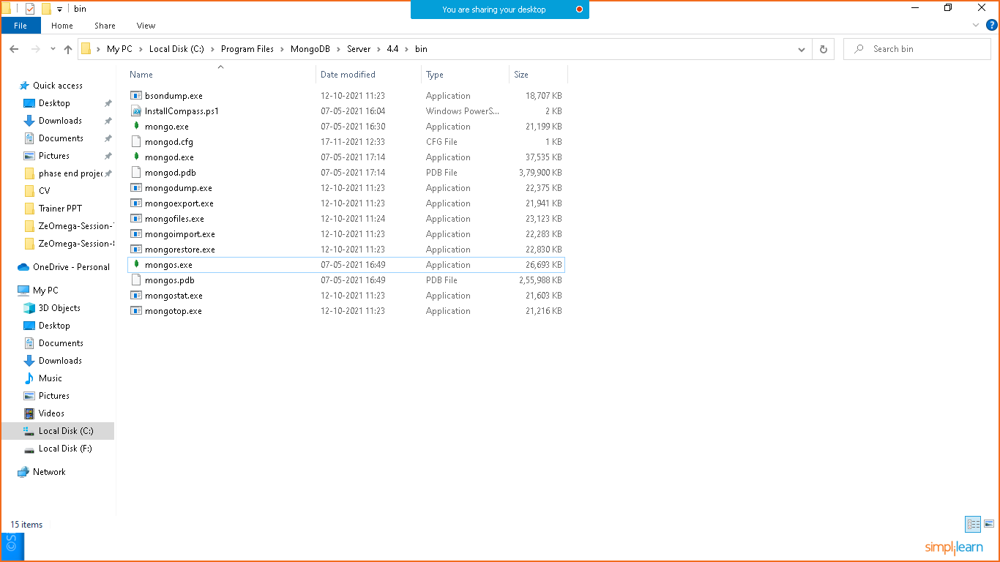 bin
You are sharing your desktop
File Home Share View
My PC Local Disk (C:) Program Files MongoDB Server 4.4 bin
Search bin
Name Date modified Type Size
bsondump.exe 12-10-2021 11:23 Application 18,707 KB
InstallCompass.ps1 07-05-2021 16:04 Windows PowerS... 2 KB
mongo.exe 07-05-2021 16:30 Application 21,199 KB
mongod.cfg 17-11-2021 12:33 CFG File 1 KB
mongod.exe 07-05-2021 17:14 Application 37,535 KB
mongod.pdb 07-05-2021 17:14 PDB File 3,79,900 KB
mongodump.exe 12-10-2021 11:23 Application 22,375 KB
mongoexport.exe 12-10-2021 11:23 Application 21,941 KB
mongofiles.exe 12-10-2021 11:24 Application 23,123 KB
mongoimport.exe 12-10-2021 11:23 Application 22,283 KB
mongorestore.exe 12-10-2021 11:23 Application 22,830 KB
mongos.exe 07-05-2021 16:49 Application 26,693 KB
mongos.pdb 07-05-2021 16:49 PDB File 2,55,988 KB
mongostat.exe 12-10-2021 11:23 Application 21,603 KB
mongotop.exe 12-10-2021 11:23 Application 21,216 KB
Quick access
Desktop
Downloads
Documents
Pictures
phase end projec
CV
Trainer PPT
ZeOmega-Session-
ZeOmega-Session-
OneDrive - Personal
My PC
3D Objects
Desktop
Documents
Downloads
Music
Pictures
Videos
Local Disk (C:)
Local Disk (F:)
Network
15 items
©S
simplilearn